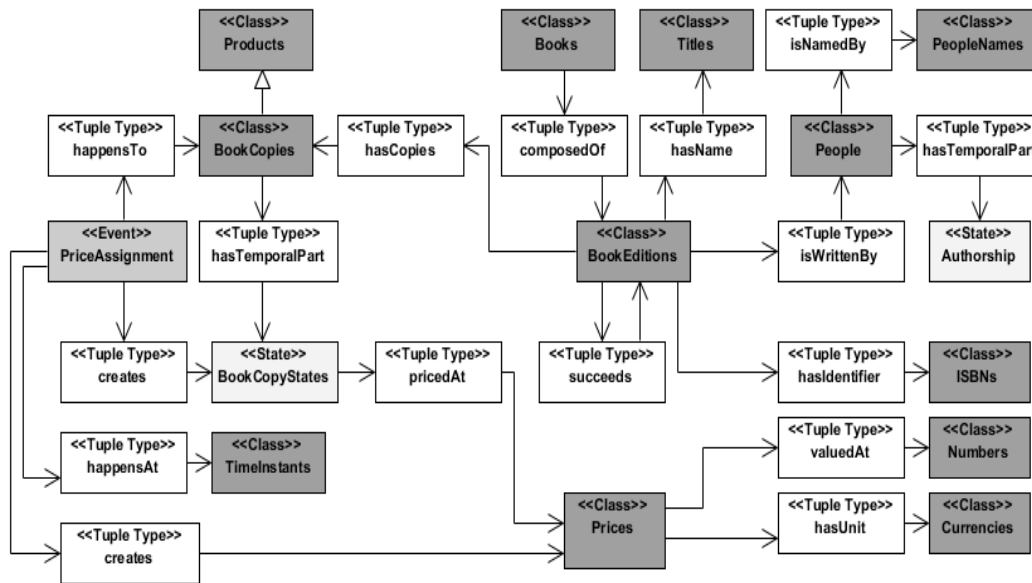 <<Class>>
Products
<<Class>>
Books
<<Class>>
Titles
<<Tuple Type>>
isNamedBy
<<Class>>
PeopleNames
<<Tuple Type>>
happensTo
<<Class>>
BookCopies
<<Tuple Type>>
hasCopies
<<Tuple Type>>
composedOf
<<Tuple Type>>
hasName
<<Class>>
People
<<Tuple Type>>
hasTemporalPart
<<Event>>
PriceAssignment
<<Tuple Type>>
hasTemporalPart
<<Class>>
BookEditions
<<Tuple Type>>
isWrittenBy
<<State>>
Authorship
<<Tuple Type>>
creates
<<State>>
BookCopyStates
<<Tuple Type>>
pricedAt
<<Tuple Type>>
succeeds
<<Tuple Type>>
hasIdentifier
<<Class>>
ISBNs
<<Tuple Type>>
happensAt
<<Class>>
TimeInstants
<<Tuple Type>>
valuedAt
<<Class>>
Numbers
<<Class>>
Prices
<<Tuple Type>>
hasUnit
<<Class>>
Currencies
<<Tuple Type>>
creates